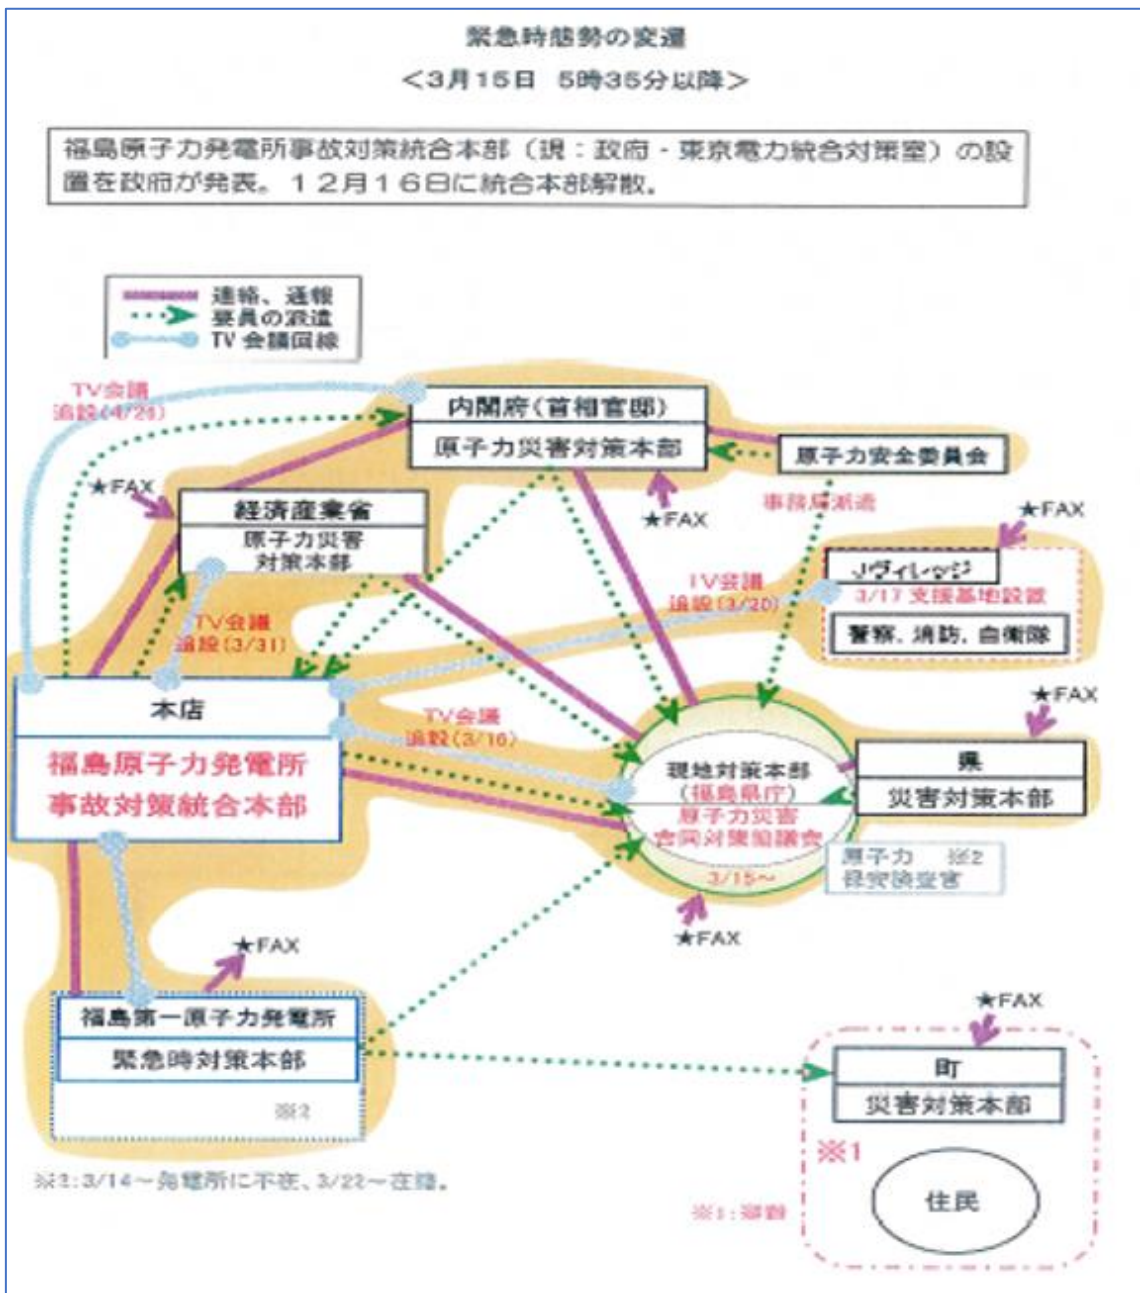 緊急時態勢の変遷
<3月15日 5時35分以降>
福島原子力発電所事故対策統合本部（現：政府・東京電力統合対策室）の設
置を政府が発表。１２月１６日に統合本部解散．
連絡、通報
要員の派遣
TV会議回線
TV会議
追設
内閣府(首相官邸)
原子力災害対策本部
原子力安全委員会
★FAX
経済産業省
原子力災害
対策本部
★FAX
事務局派遣
★FAX
Jヴィレッジ
3/17 支援基地設置
警察、消防、自衛隊
TV会議
追設(3/20)
TV会議
追設(3/31)
本店
福島原子力発電所
事故対策統合本部
TV会議
追設
★FAX
現地対策本部
(福島県庁)
原子力災害
合同対策協議会
3/15～
県
災害対策本部
原子力 ※2
保安検査官
★FAX
★FAX
福島第一原子力発電所
緊急時対策本部
※2
★FAX
町
災害対策本部
※1
住民
※2:3/14～発電所に不在、3/22～在籍。
※1:避難